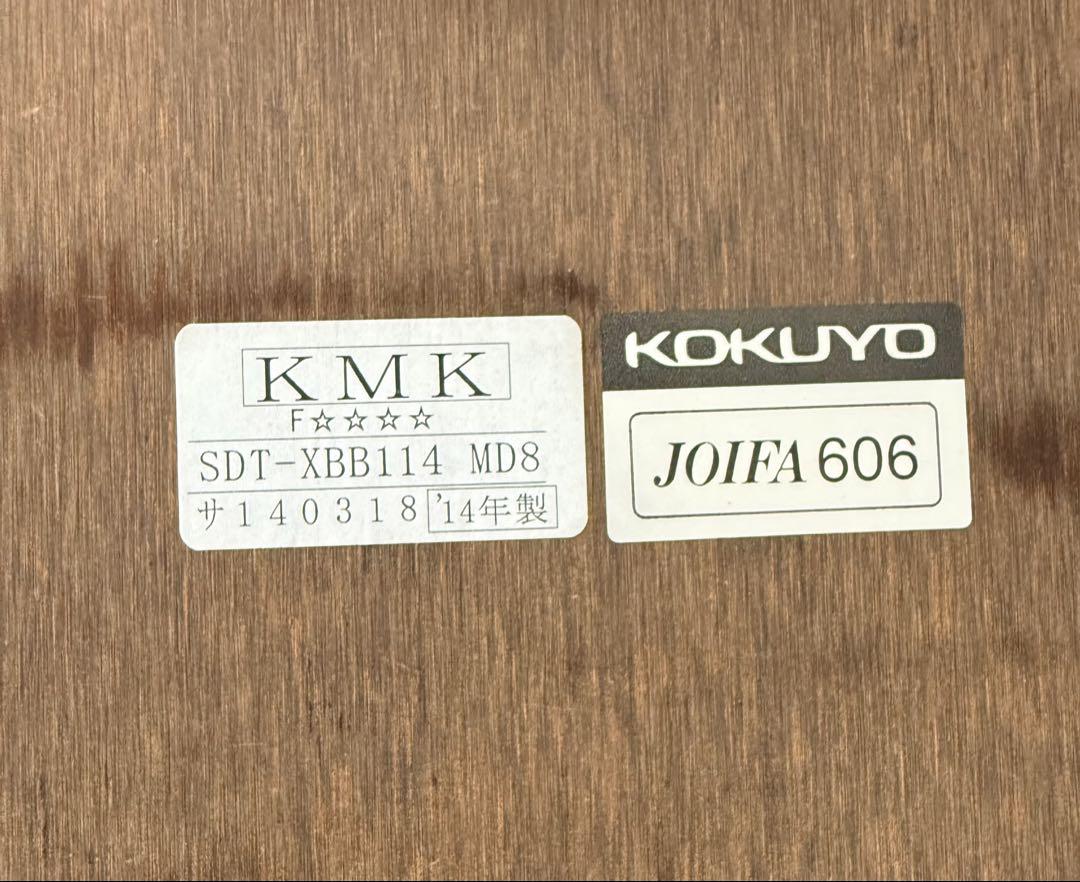 KMK
F☆☆☆☆
SDT-XBB114 MD8
サ140318 '14年製
KOKUYO
JOIFA 606